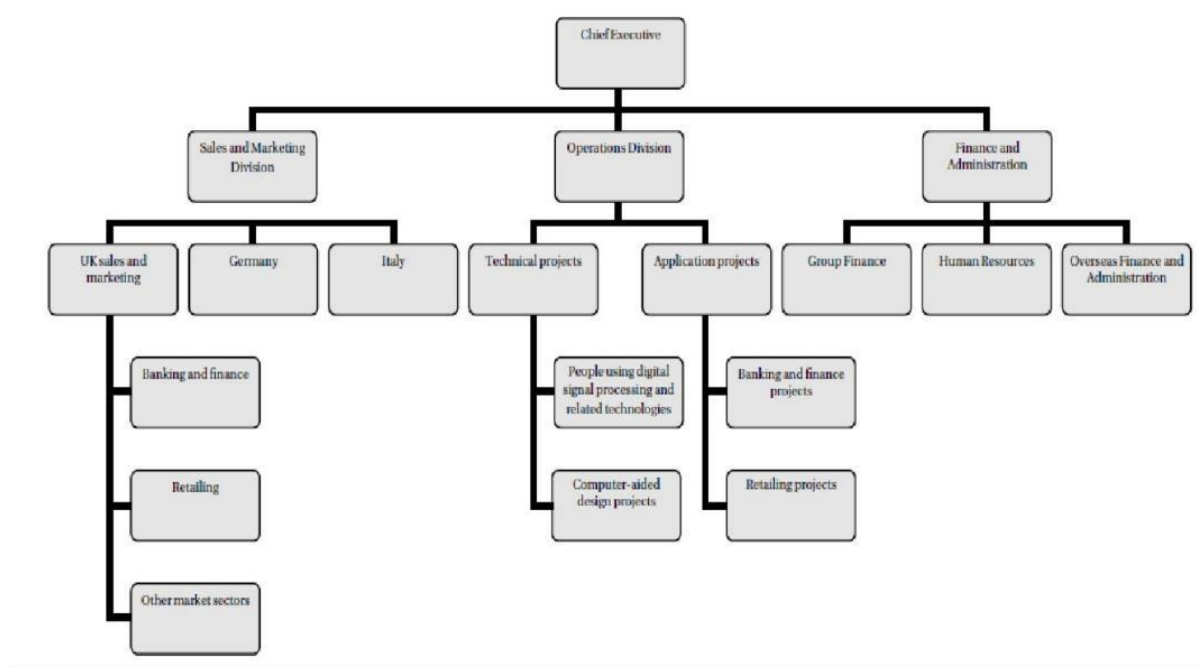 Chief Executive
Sales and Marketing
Division
Operations Division
Finance and
Administration
UK sales and
marketing
Germany
Italy
Technical projects
Application projects
Group Finance
Human Resources
Overseas Finance and
Administration
Banking and finance
People using digital
signal processing and
related technologies
Banking and finance
projects
Retailing
Computer-aided
design projects
Retailing projects
Other market sectors